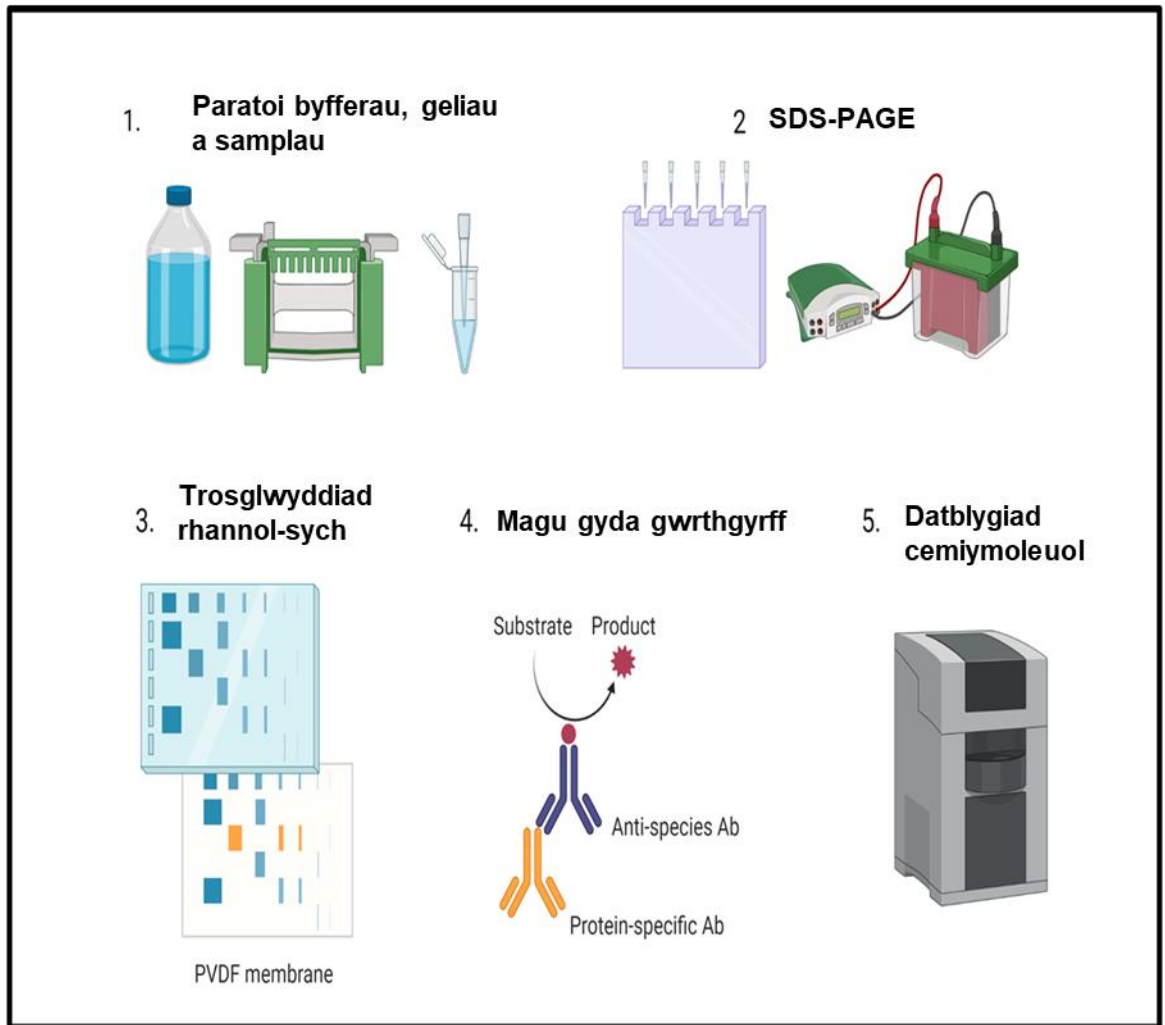 1. Paratoi byfferau, geliau
a samplau
2 SDS-PAGE
3. Trosglwyddiad
rhannol-sych
PVDF membrane
4. Magu gyda gwrthgyrff
Substrate Product
Anti-species Ab
Protein-specific Ab
5. Datblygiad
cemiymoleuol